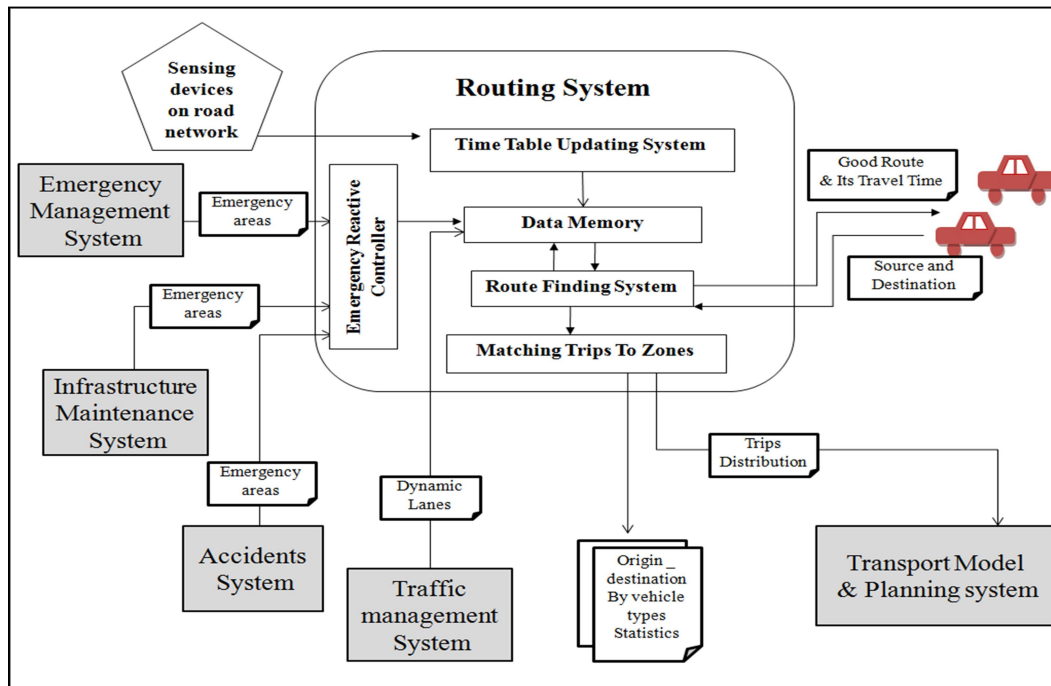 Sensing
devices
on road
network
Routing System
Time Table Updating System
Emergency
Management
System
Emergency
areas
Emergency Reactive
Controller
Data Memory
Good Route
& Its Travel Time
Route Finding System
Source and
Destination
Emergency
areas
Matching Trips To Zones
Infrastructure
Maintenance
System
Emergency
areas
Dynamic
Lanes
Trips
Distribution
Accidents
System
Traffic
management
System
Origin _
destination
By vehicle
types
Statistics
Transport Model
& Planning system